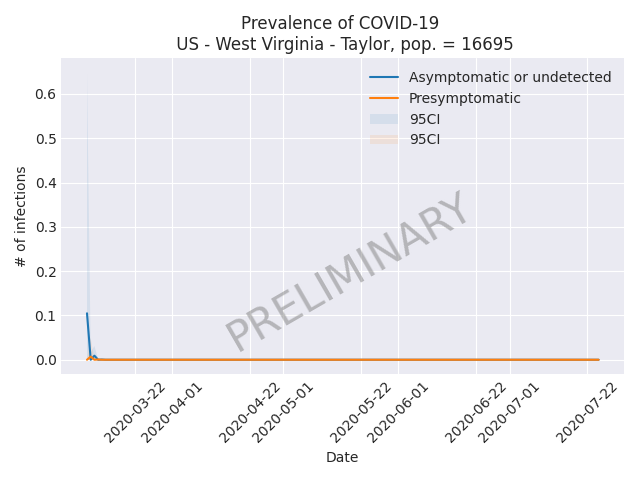 Prevalence of COVID-19
US - West Virginia - Taylor, pop. = 16695
Asymptomatic or undetected
Presymptomatic
95CI
95CI
# of infections
0.6
0.5
0.4
0.3
0.2
0.1
0.0
PRELIMINARY
2020-03-22
2020-04-01
2020-04-22
2020-05-01
2020-05-22
2020-06-01
2020-06-22
2020-07-01
2020-07-22
Date